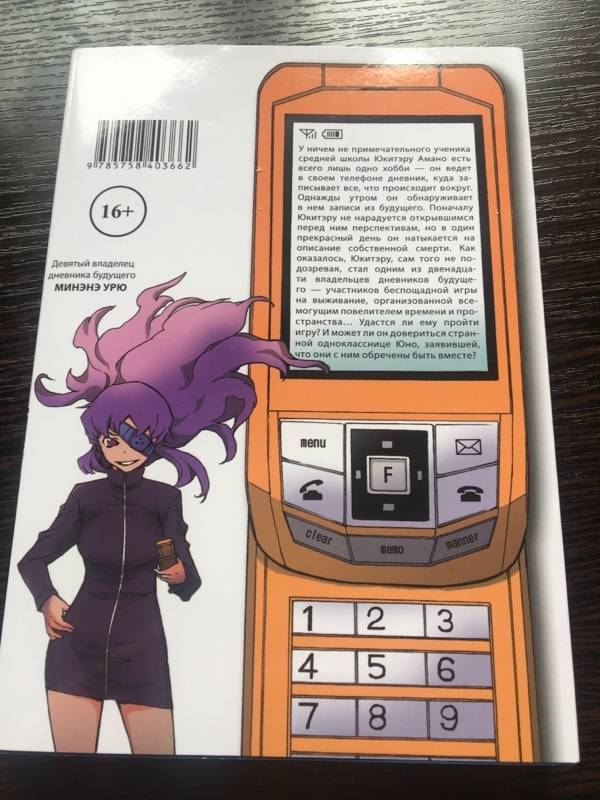 9 785758 403662
16+
Девятый владелец
дневника будущего
МИНЭНЭ УРЮ
У ничем не примечательного ученика
средней школы Юкитэру Амано есть
всего лишь одно хобби — он ведет
в своем телефоне дневник, куда за-
писывает все, что происходит вокруг.
Однажды утром он обнаруживает
в нем записи из будущего. Поначалу
Юкитэру не нарадуется открывшимся
перед ним перспективам, но в один
прекрасный день он натыкается на
описание собственной смерти. Как
оказалось, Юкитэру, сам того не по-
дозревая, стал одним из двенадца-
ти владельцев дневников будуще-
го — участников беспощадной игры
на выживание, организованной все-
могущим повелителем времени и про-
странства... Удастся ли ему пройти
игру? И может ли он довериться стран-
ной однокласснице Юно, заявившей,
что они с ним обречены быть вместе?
menu
F
clear
memo
manner
1 2 3
4 5 6
7 8 9